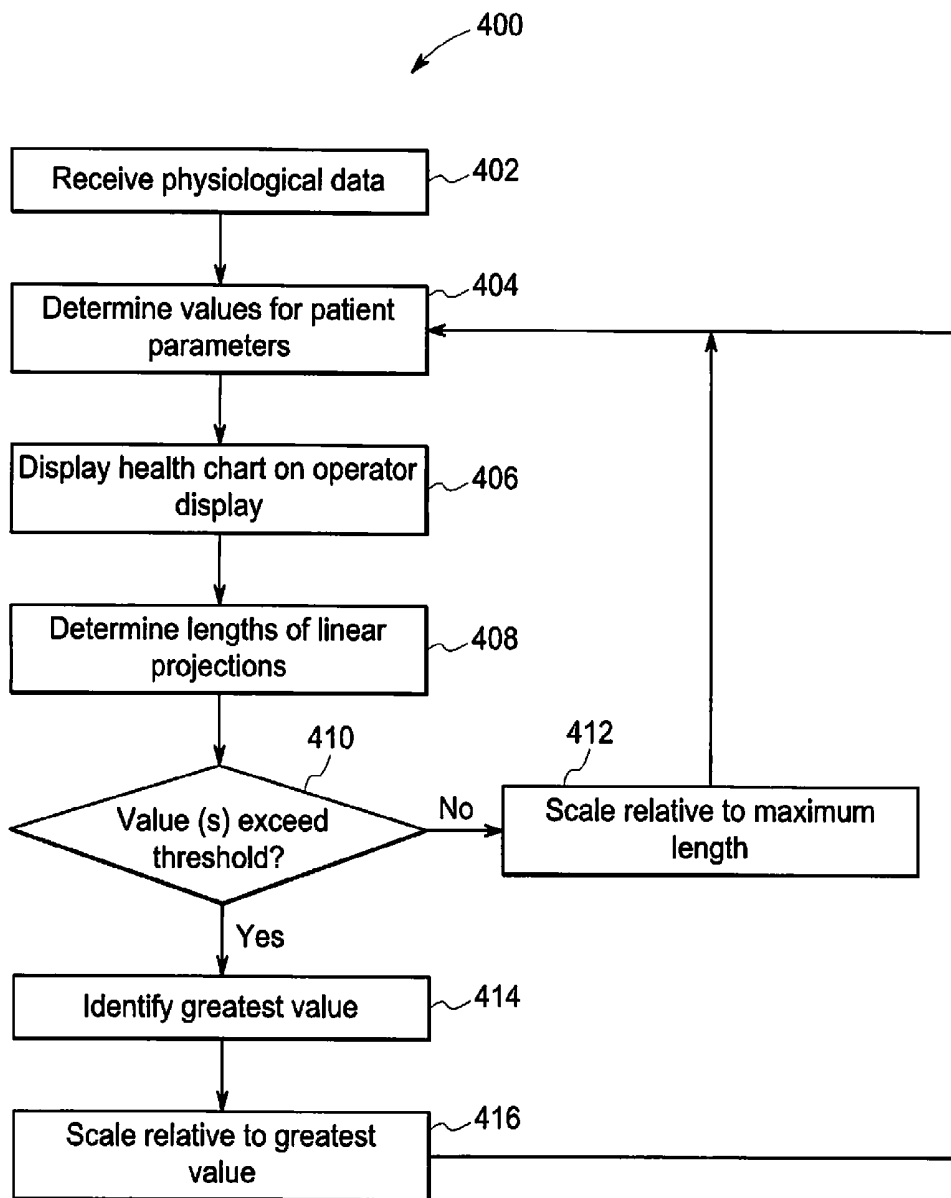 400
Receive physiological data
402
Determine values for patient
parameters
404
Display health chart on operator
display
406
Determine lengths of linear
projections
408
410
Value (s) exceed
threshold?
No
412
Scale relative to maximum
length
Yes
Identify greatest value
414
Scale relative to greatest
value
416